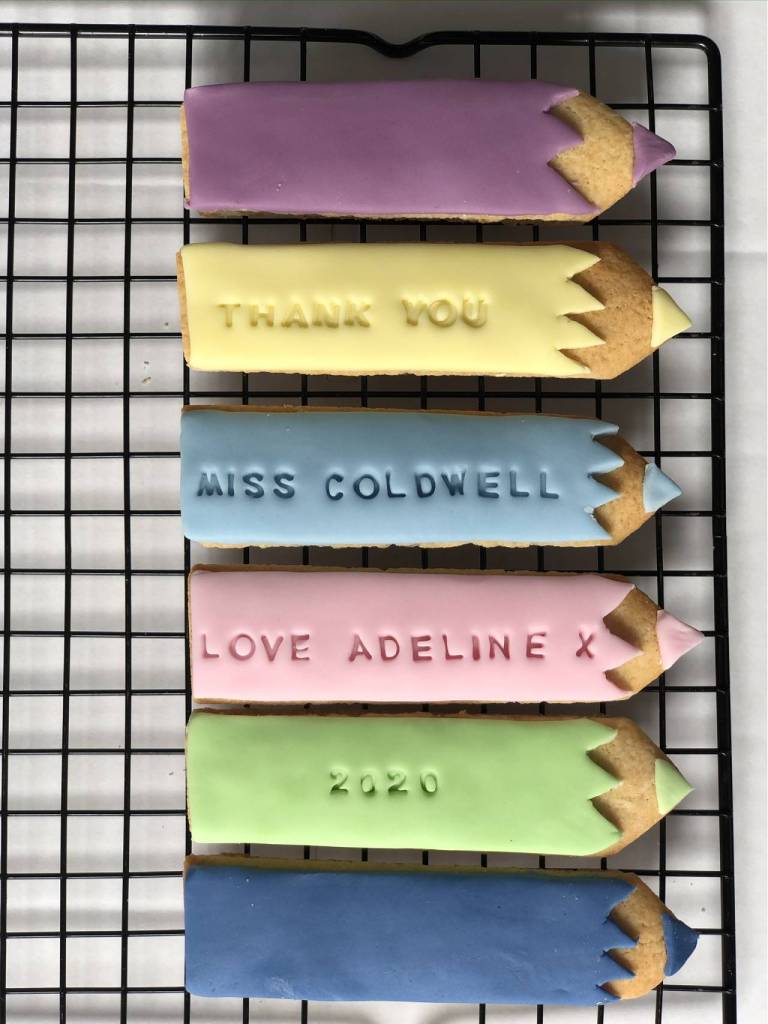 THANK YOU
MISS COLDWELL
LOVE ADELINE X
2020